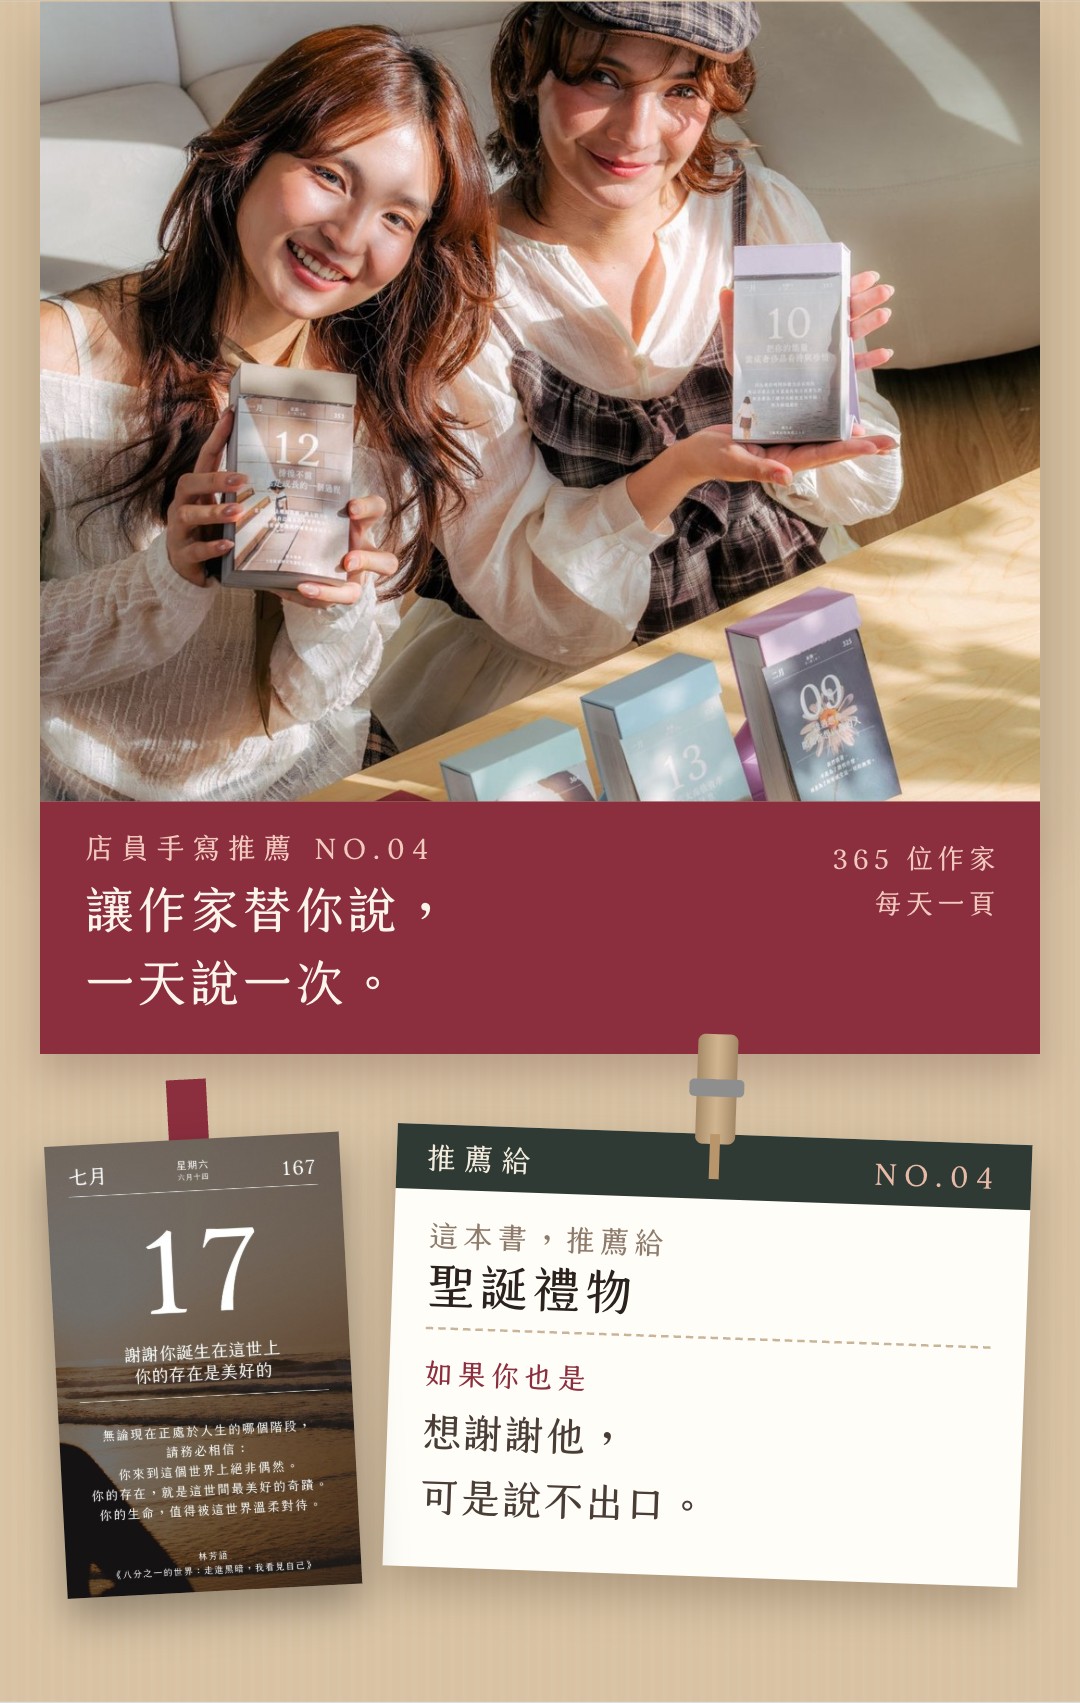 12
10
13
09
店員手寫推薦 NO.04
讓作家替你說，
一天說一次。
365 位作家
每天一頁
七月
星期六
六月十四
167
17
謝謝你誕生在這世上
你的存在是美好的
無論現在正處於人生的哪個階段，
請務必相信：
你來到這個世界上絕非偶然。
你的存在，就是這世間最美好的奇蹟。
你的生命，值得被這世界溫柔對待。
林芳語
《八分之一的世界：走進黑暗，我看見自己》
推薦給
NO.04
這本書，推薦給
聖誕禮物
如果你也是
想謝謝他，
可是說不出口。